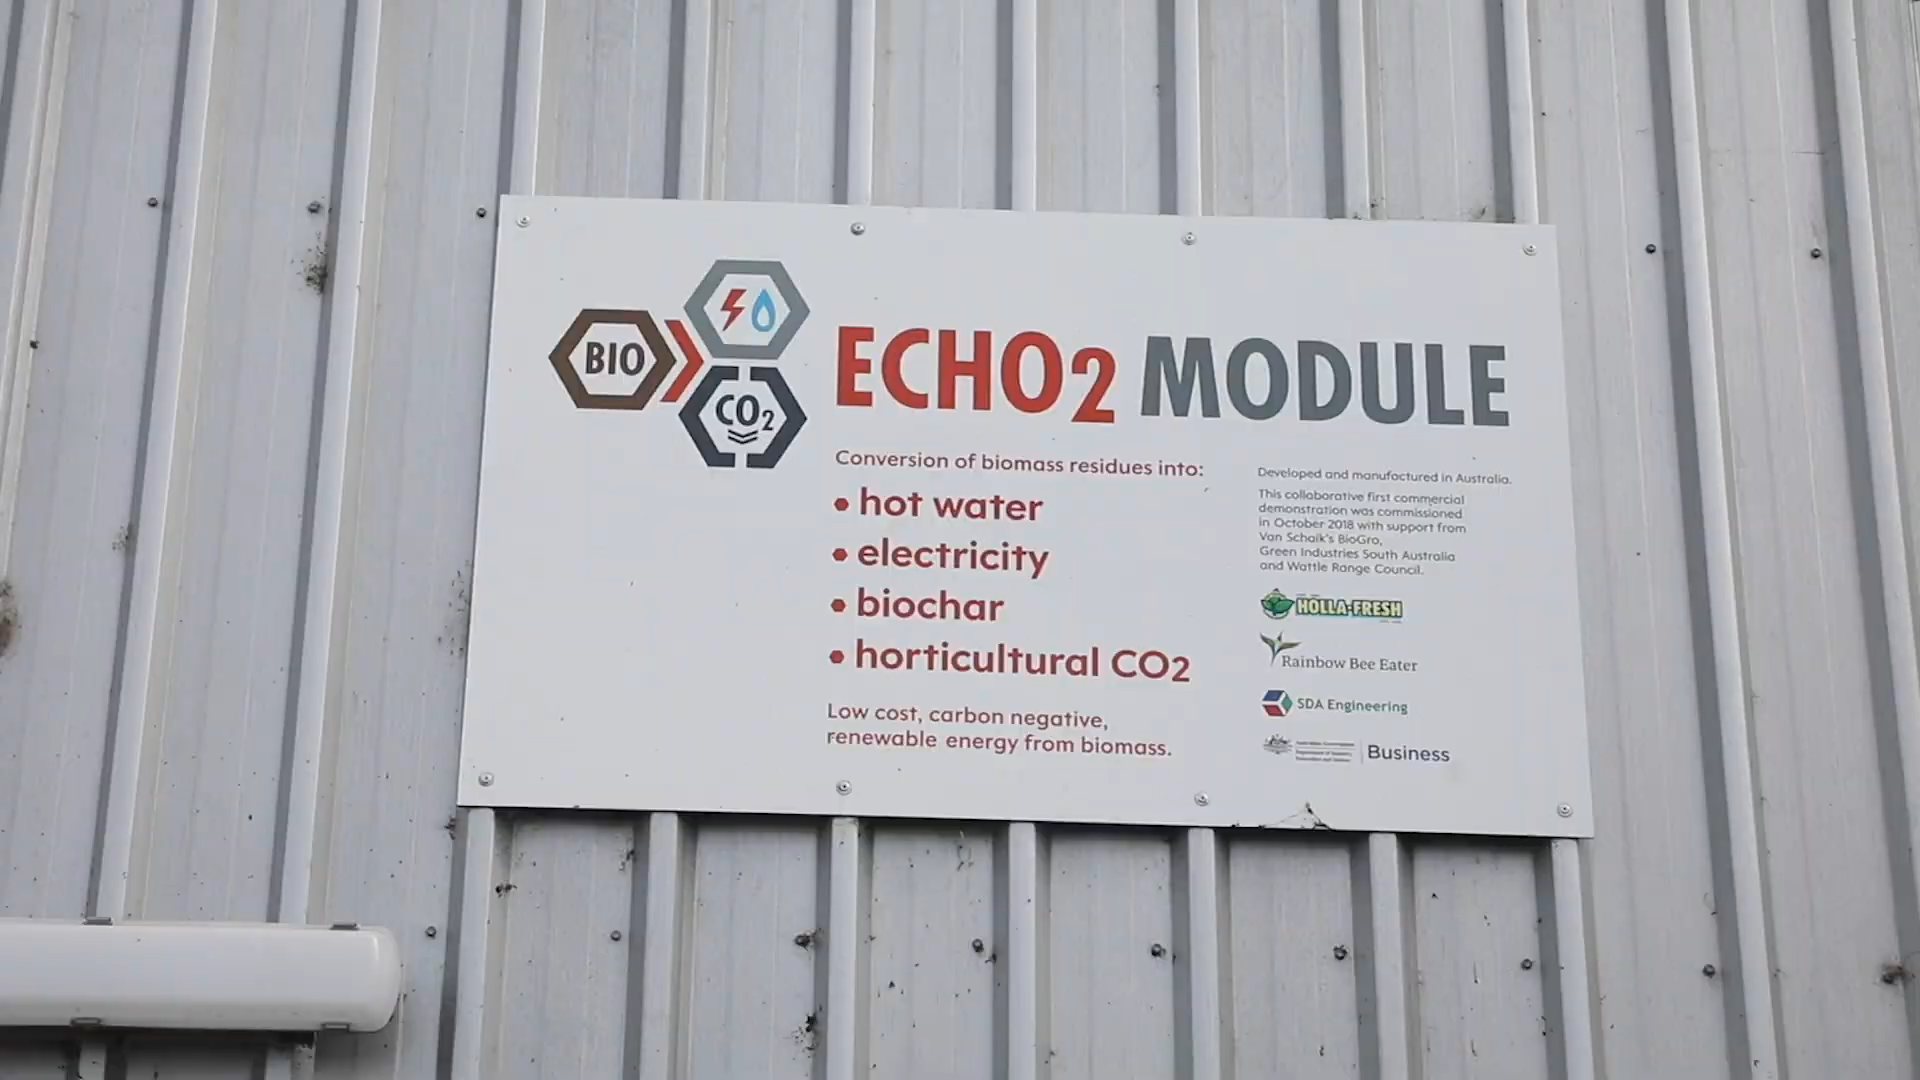 BIO
CO2
ECHO2 MODULE
Conversion of biomass residues into:
• hot water
• electricity
• biochar
• horticultural CO2
Low cost, carbon negative,
renewable energy from biomass.
Developed and manufactured in Australia.
This collaborative first commercial
demonstration was commissioned
in October 2018 with support from
Van Schaik's BioGro,
Green Industries South Australia
and Wattle Range Council.
HOLLA-FRESH
Rainbow Bee Eater
SDA Engineering
Business